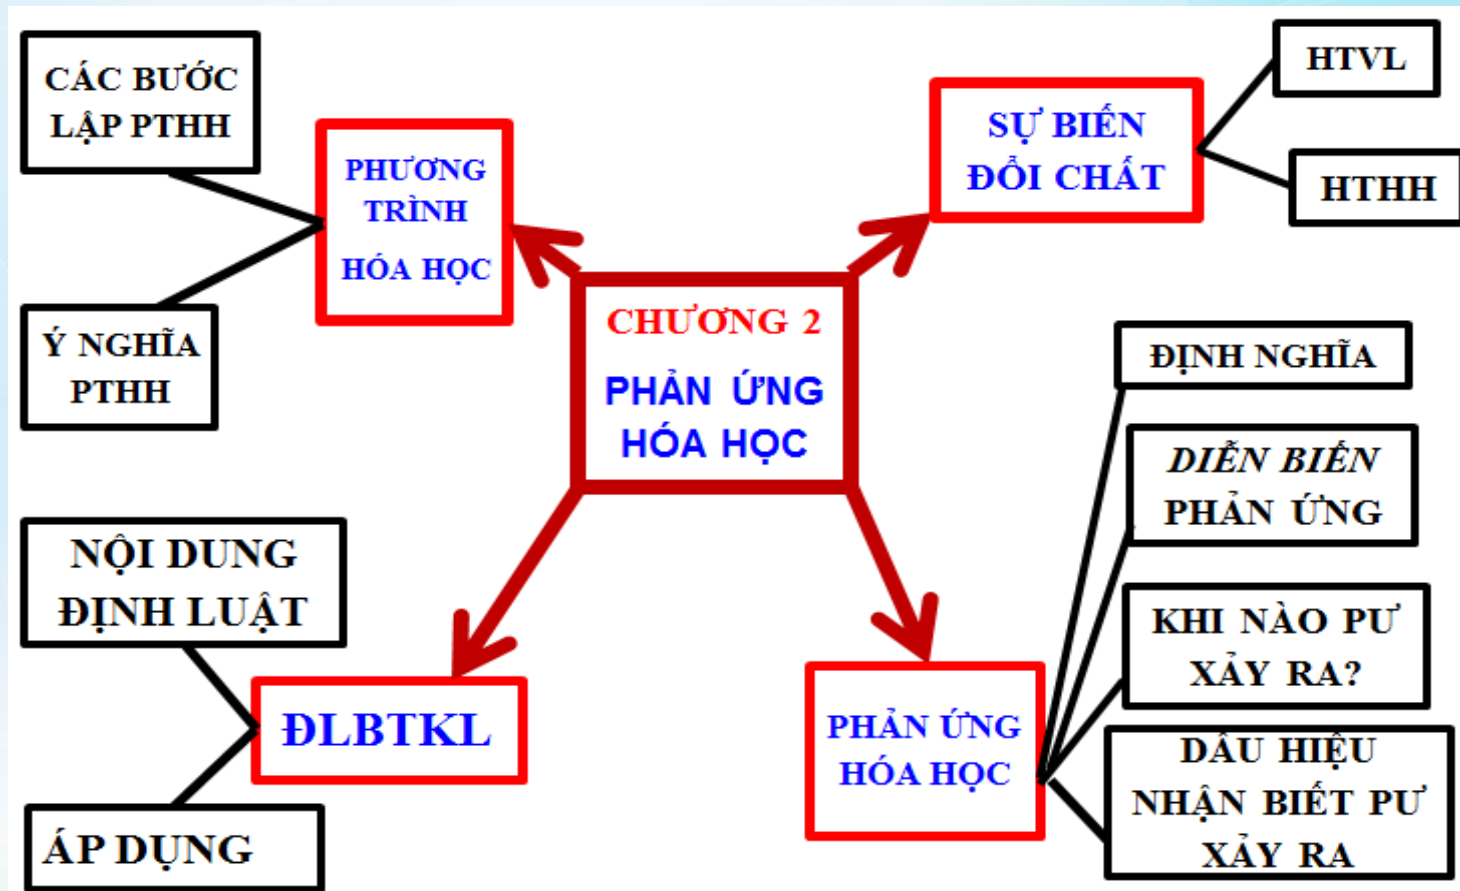 CÁC BƯỚC
LẬP PTHH
PHƯƠNG
TRÌNH
HÓA HỌC
Ý NGHĨA
PTHH
SỰ BIẾN
ĐỔI CHẤT
HTVL
HTHH
CHƯƠNG 2
PHẢN ỨNG
HÓA HỌC
ĐỊNH NGHĨA
DIỄN BIẾN
PHẢN ỨNG
KHI NÀO PƯ
XẢY RA?
DẤU HIỆU
NHẬN BIẾT PƯ
XẢY RA
PHẢN ỨNG
HÓA HỌC
NỘI DUNG
ĐỊNH LUẬT
ĐLBTKL
ÁP DỤNG